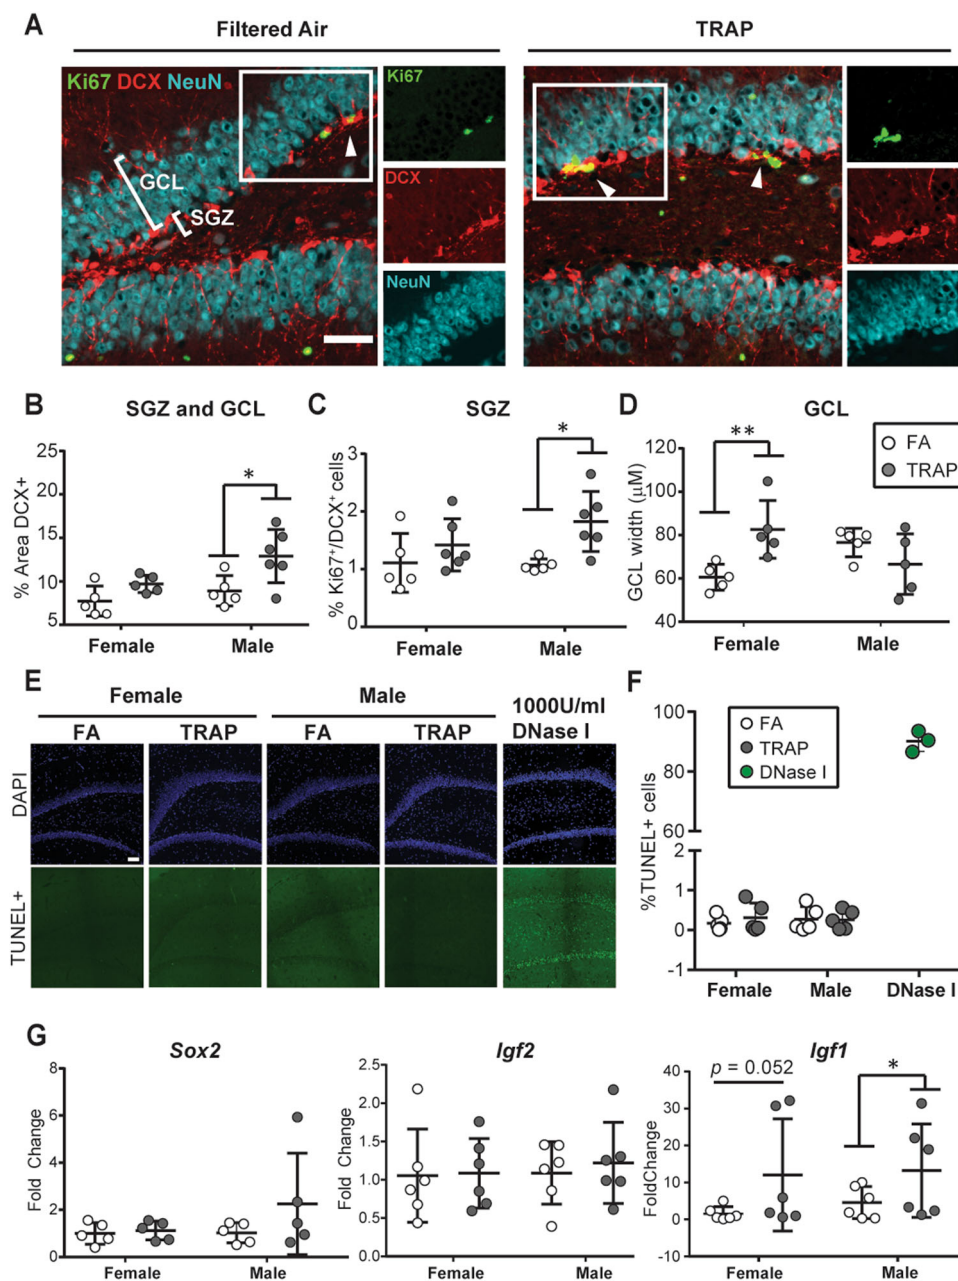 A
Filtered Air
TRAP
Ki67 DCX NeuN
GCL
SGZ
Ki67
DCX
NeuN
B
SGZ and GCL
% Area DCX+
25
20
15
10
5
*
Female
Male
C
SGZ
% Ki67+/DCX+ cells
3
2
1
0
*
Female
Male
D
GCL
GCL width (µM)
120
100
80
60
40
**
FA
TRAP
Female
Male
E
Female
Male
1000U/ml
DNase I
FA
TRAP
FA
TRAP
DAPI
TUNEL+
F
%TUNEL+ cells
100
80
60
2
1
0
-1
FA
TRAP
DNase I
Female
Male
DNase I
G
Sox2
Fold Change
8
6
4
2
0
Female
Male
Igf2
Fold Change
2.5
2.0
1.5
1.0
0.5
0.0
Female
Male
Igf1
FoldChange
40
30
20
10
0
-10
p = 0.052
*
Female
Male